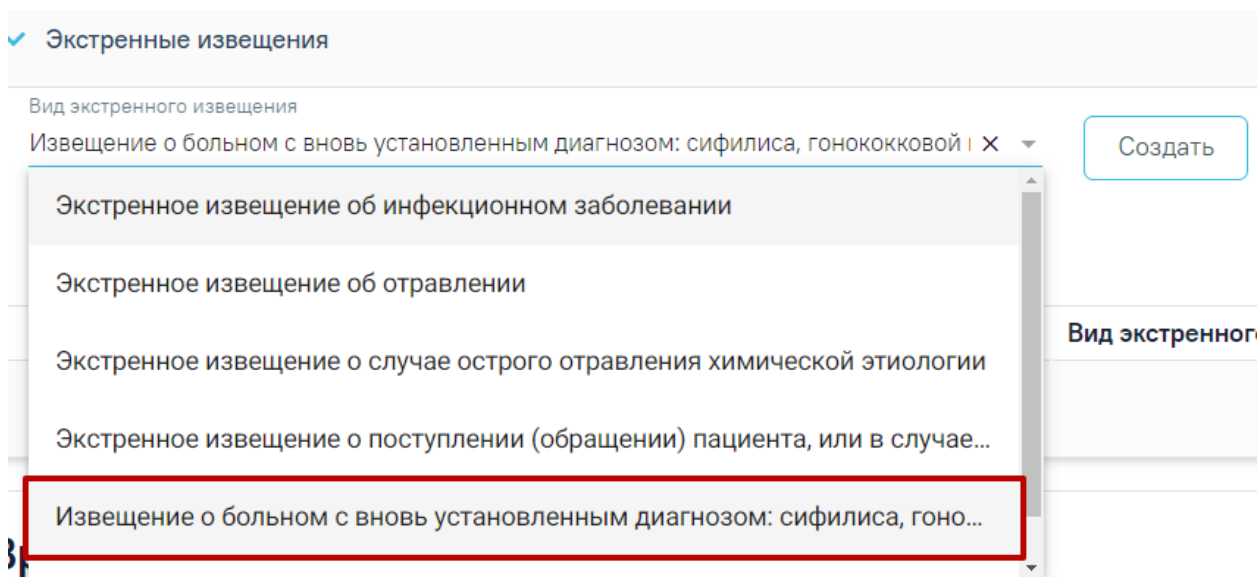 Экстренные извещения
Вид экстренного извещения
Извещение о больном с вновь установленным диагнозом: сифилиса, гонококковой
Создать
Экстренное извещение об инфекционном заболевании
Экстренное извещение об отравлении
Вид экстренного
Экстренное извещение о случае острого отравления химической этиологии
Экстренное извещение о поступлении (обращении) пациента, или в случае...
Извещение о больном с вновь установленным диагнозом: сифилиса, гоно...